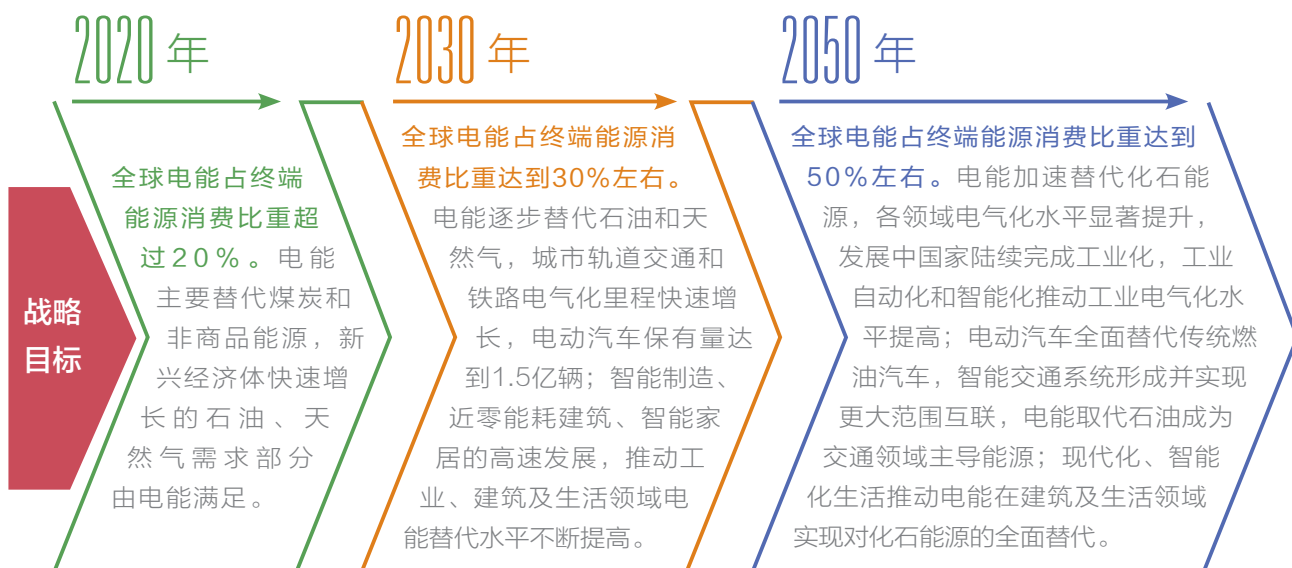 战略
目标
2020 年
全球电能占终端
能源消费比重超
过20%。电能
主要替代煤炭和
非商品能源，新
兴经济体快速增
长的石油、天
然气需求部分
由电能满足。
2030 年
全球电能占终端能源消
费比重达到30%左右。
电能逐步替代石油和天
然气，城市轨道交通和
铁路电气化里程快速增
长，电动汽车保有量达
到1.5亿辆；智能制造、
近零能耗建筑、智能家
居的高速发展，推动工
业、建筑及生活领域电
能替代水平不断提高。
2050 年
全球电能占终端能源消费比重达到
50%左右。电能加速替代化石能
源，各领域电气化水平显著提升，
发展中国家陆续完成工业化，工业
自动化和智能化推动工业电气化水
平提高；电动汽车全面替代传统燃
油汽车，智能交通系统形成并实现
更大范围互联，电能取代石油成为
交通领域主导能源；现代化、智能
化生活推动电能在建筑及生活领域
实现对化石能源的全面替代。